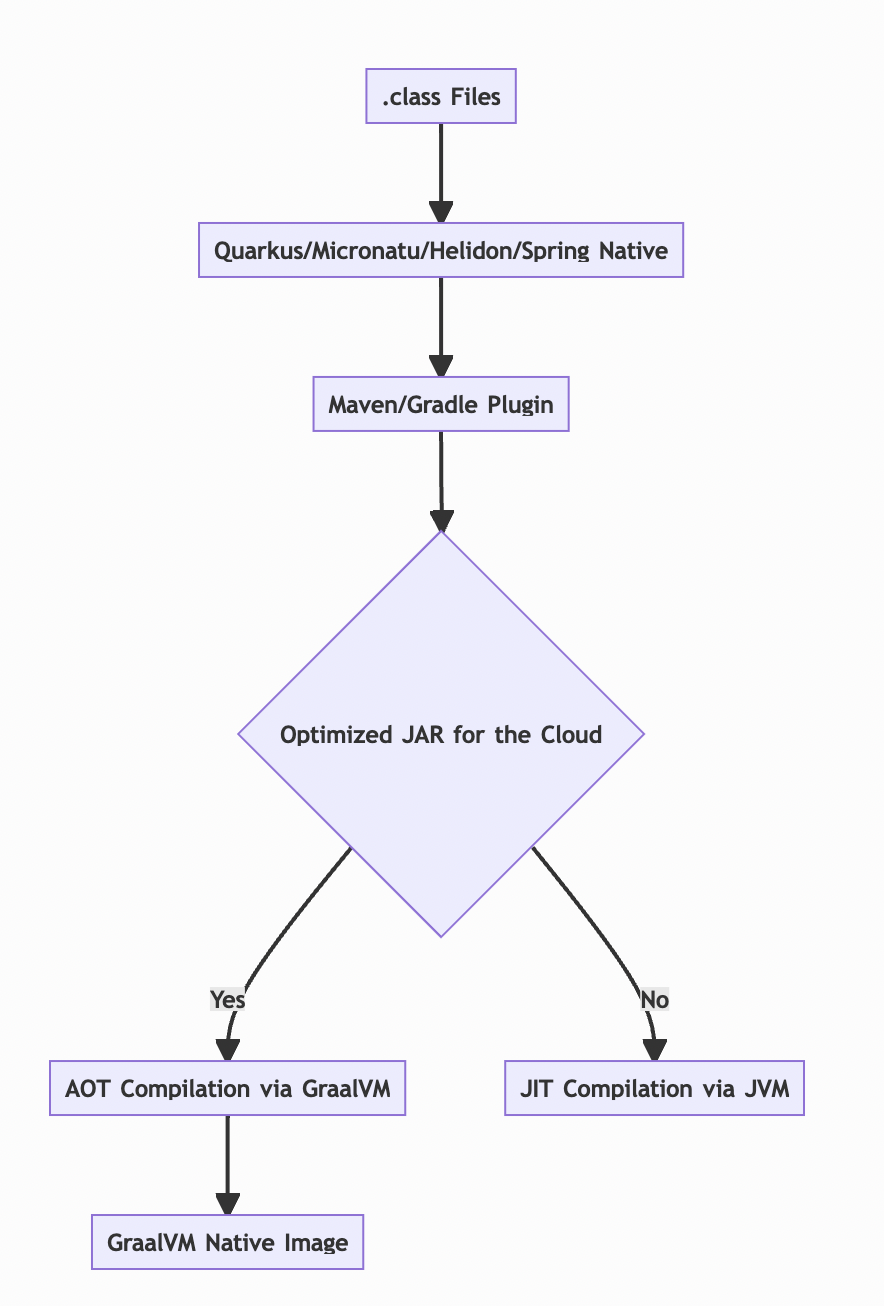 .class Files
Quarkus/Micronatu/Helidon/Spring Native
Maven/Gradle Plugin
Optimized JAR for the Cloud
Yes
No
AOT Compilation via GraalVM
JIT Compilation via JVM
GraalVM Native Image